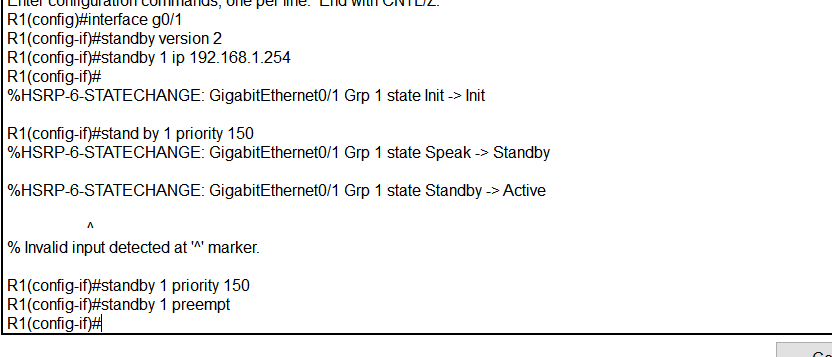 Enter configuration commands, one per line. End with CNTL/Z.
R1(config)#interface g0/1
R1(config-if)#standby version 2
R1(config-if)#standby 1 ip 192.168.1.254
R1(config-if)#
%HSRP-6-STATECHANGE: GigabitEthernet0/1 Grp 1 state Init -> Init
R1(config-if)#stand by 1 priority 150
%HSRP-6-STATECHANGE: GigabitEthernet0/1 Grp 1 state Speak -> Standby
%HSRP-6-STATECHANGE: GigabitEthernet0/1 Grp 1 state Standby -> Active
^
% Invalid input detected at '^' marker.
R1(config-if)#standby 1 priority 150
R1(config-if)#standby 1 preempt
R1(config-if)#